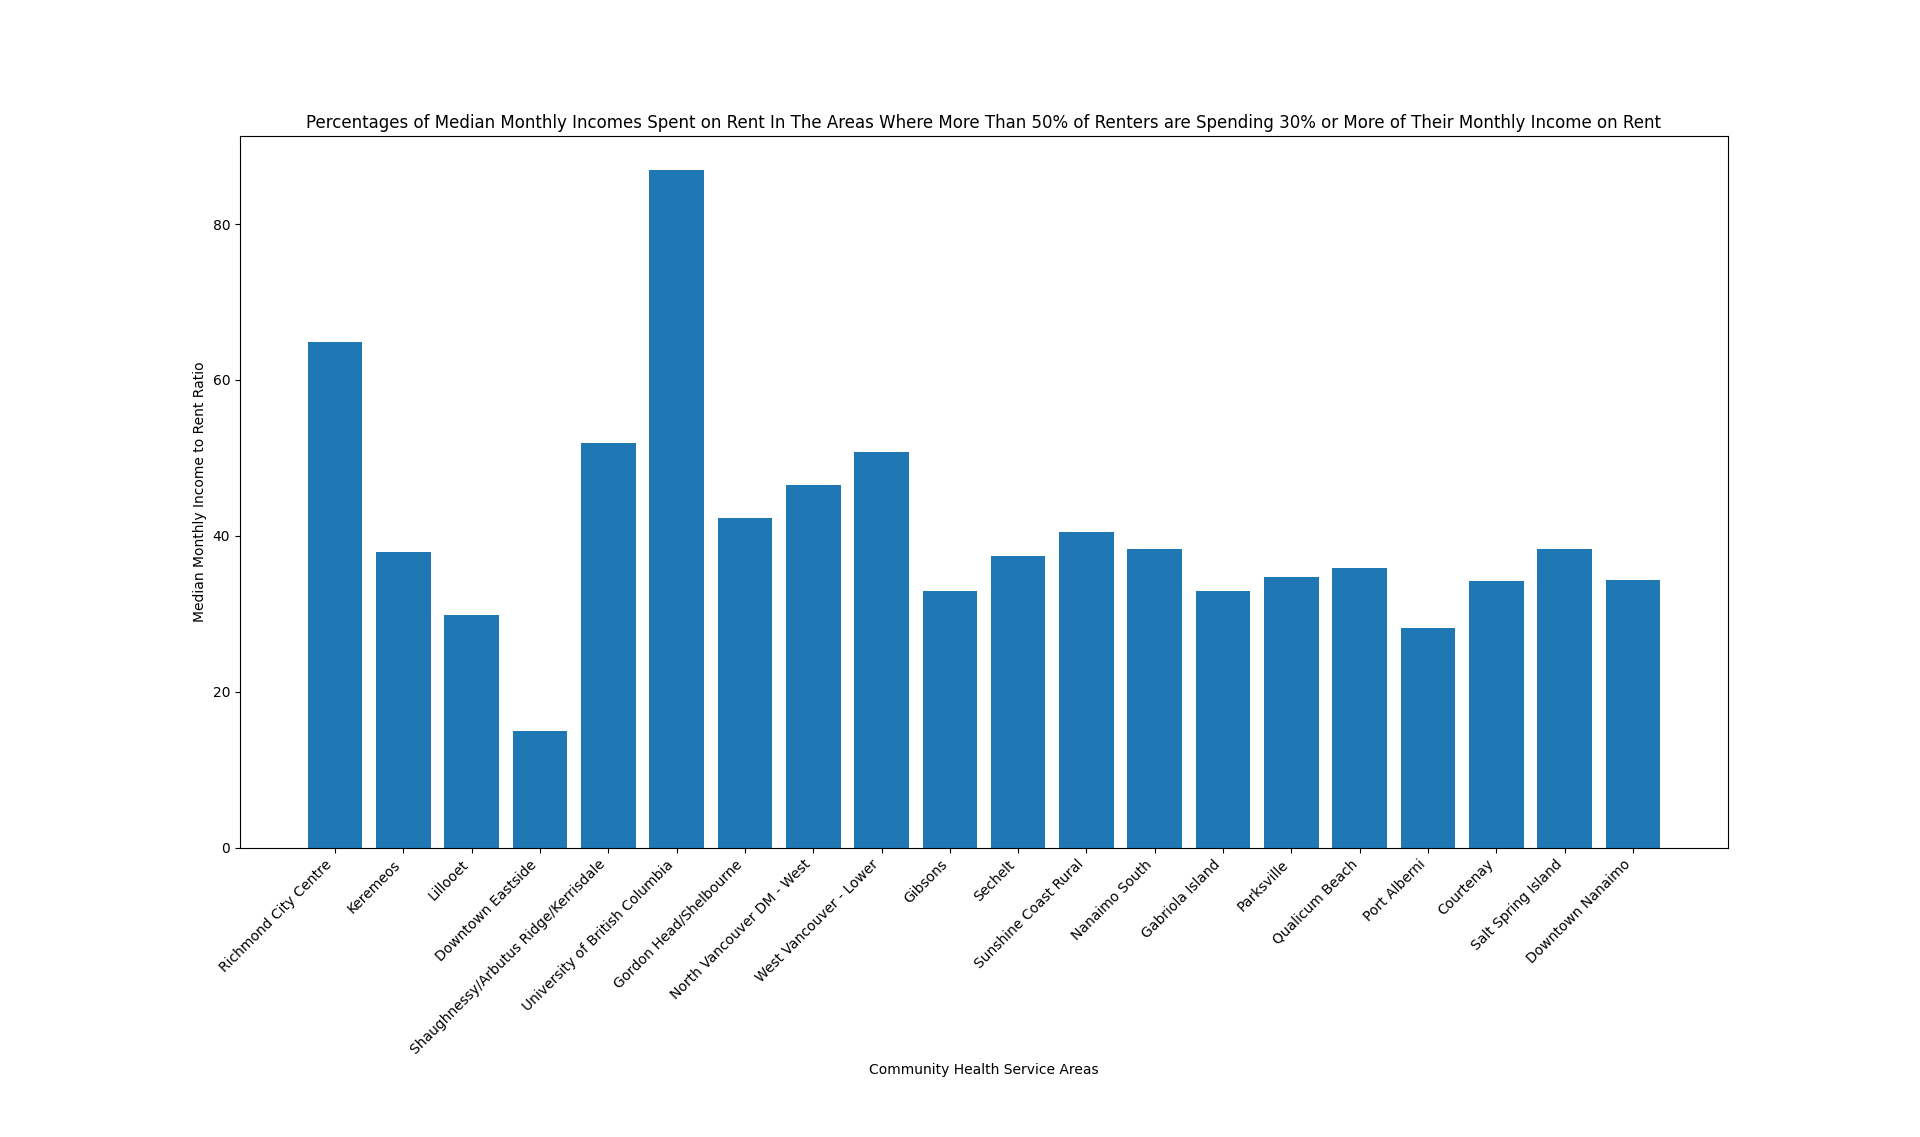 Percentages of Median Monthly Incomes Spent on Rent In The Areas Where More Than 50% of Renters are Spending 30% or More of Their Monthly Income on Rent
Median Monthly Income to Rent Ratio
80
60
40
20
0
Richmond City Centre
Keremeos
Lillooet
Downtown Eastside
Shaughnessy/Arbutus Ridge/Kerrisdale
University of British Columbia
Gordon Head/Shelbourne
North Vancouver DM - West
West Vancouver - Lower
Gibsons
Sechelt
Sunshine Coast Rural
Nanaimo South
Gabriola Island
Parksville
Qualicum Beach
Port Alberni
Courtenay
Salt Spring Island
Downtown Nanaimo
Community Health Service Areas